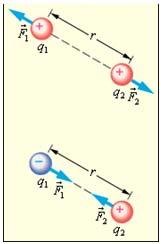 F⃗₁
+
r
q₁
+
q₂
F⃗₂
r
−
q₁
F⃗₁
F⃗₂
+
q₂